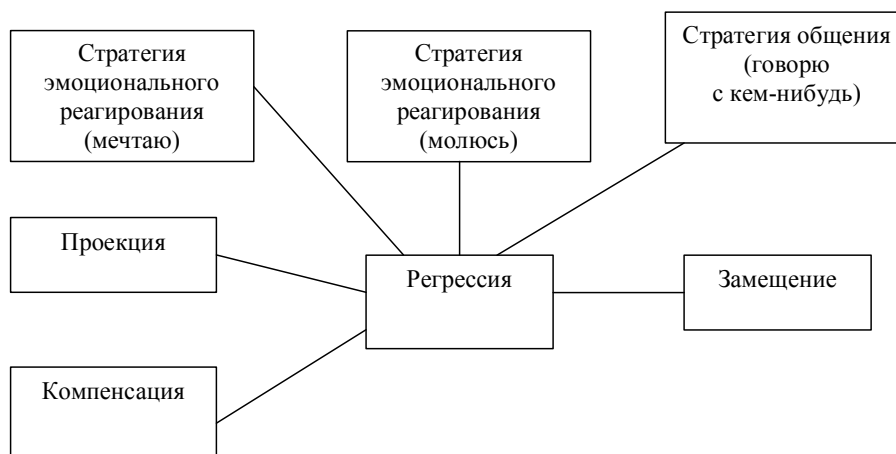 Стратегия
эмоционального
реагирования
(мечтаю)
Стратегия
эмоционального
реагирования
(молюсь)
Стратегия общения
(говорю
с кем-нибудь)
Проекция
Регрессия
Замещение
Компенсация